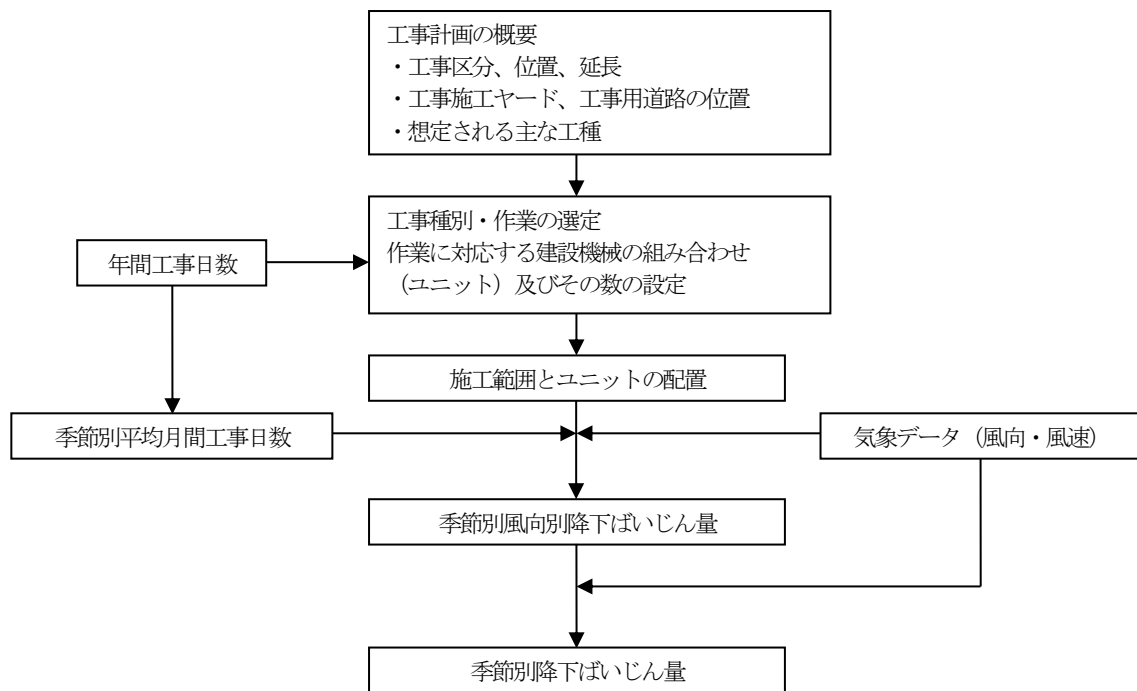 工事計画の概要
・工事区分、位置、延長
・工事施工ヤード、工事用道路の位置
・想定される主な工種
工事種別・作業の選定
作業に対応する建設機械の組み合わせ
（ユニット）及びその数の設定
年間工事日数
施工範囲とユニットの配置
季節別平均月間工事日数
気象データ（風向・風速）
季節別風向別降下ばいじん量
季節別降下ばいじん量